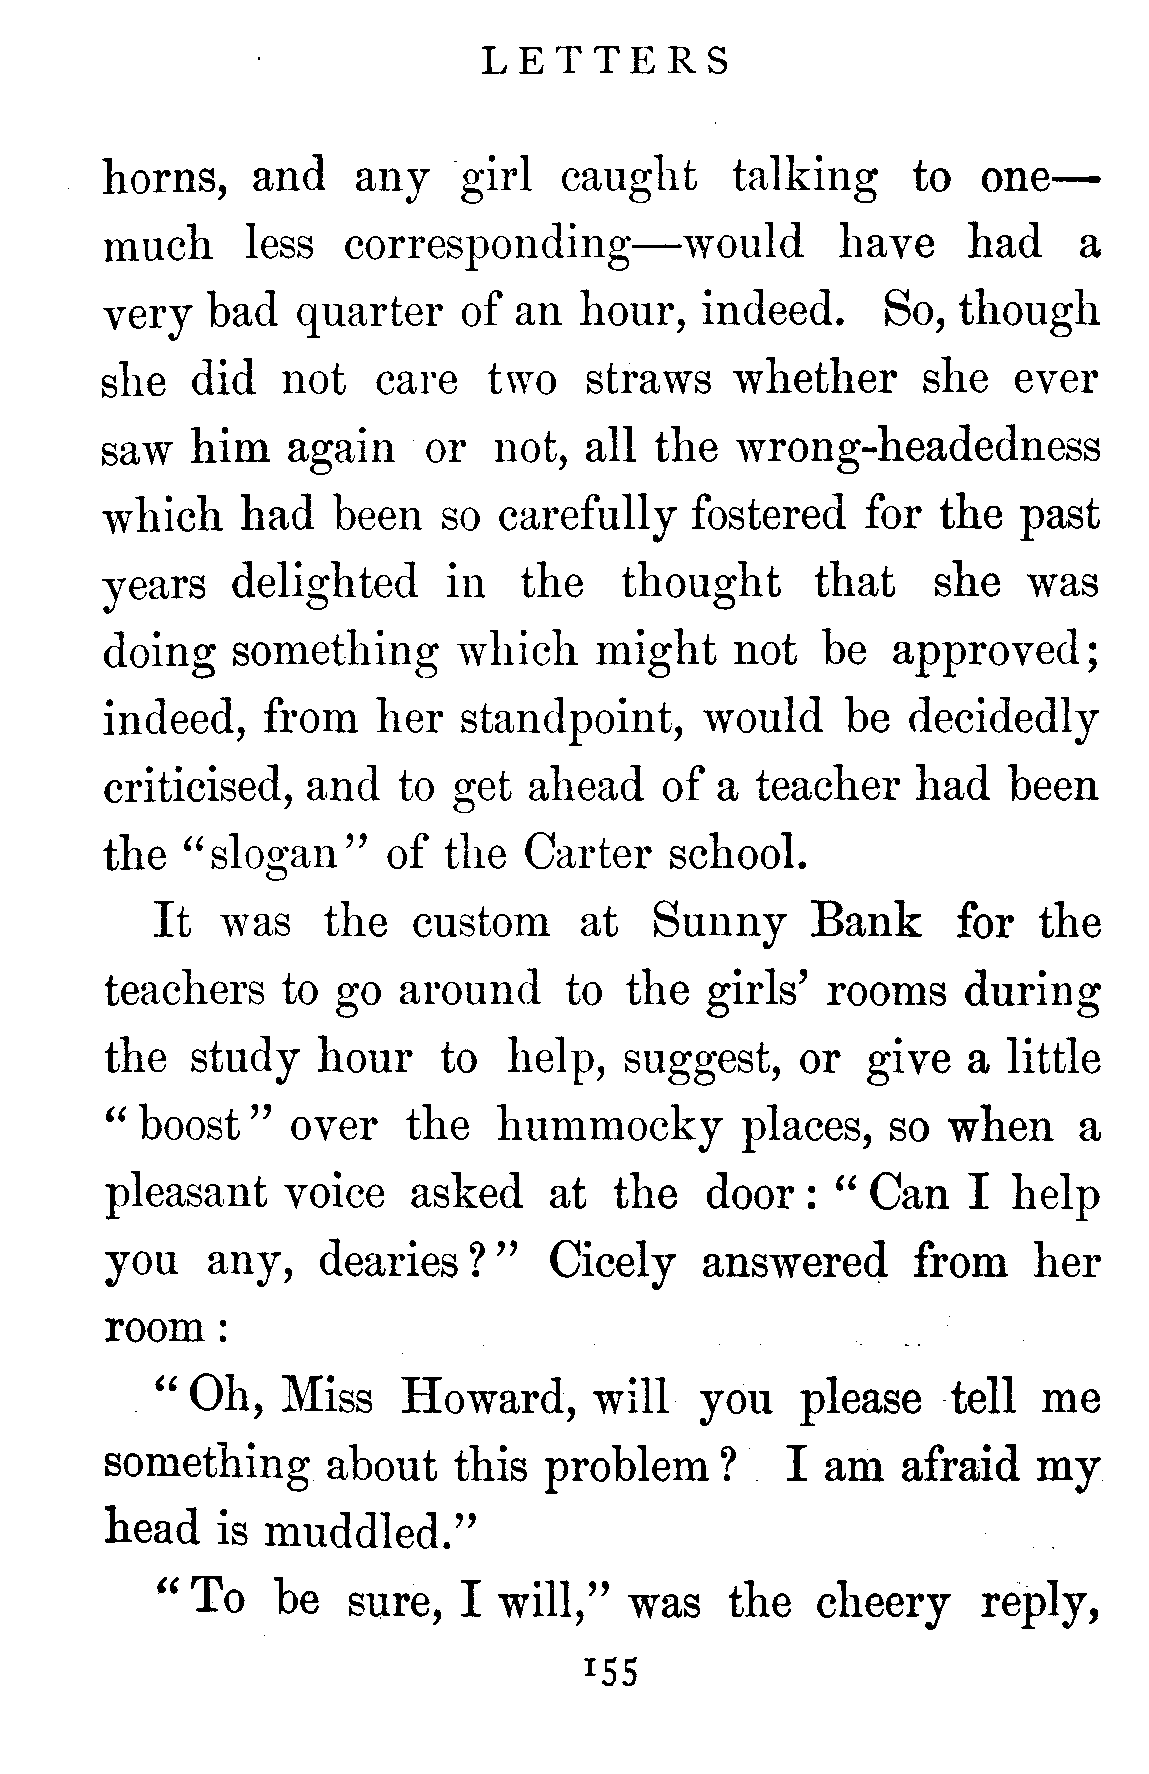 LETTERS
horns, and any girl caught talking to one—
much less corresponding—would have had a
very bad quarter of an hour, indeed. So, though
she did not care two straws whether she ever
saw him again or not, all the wrong-headedness
which had been so carefully fostered for the past
years delighted in the thought that she was
doing something which might not be approved;
indeed, from her standpoint, would be decidedly
criticised, and to get ahead of a teacher had been
the “slogan” of the Carter school.
It was the custom at Sunny Bank for the
teachers to go around to the girls’ rooms during
the study hour to help, suggest, or give a little
“boost” over the hummocky places, so when a
pleasant voice asked at the door: “Can I help
you any, dearies?” Cicely answered from her
room:
“Oh, Miss Howard, will you please tell me
something about this problem? I am afraid my
head is muddled.”
“To be sure, I will,” was the cheery reply,
155